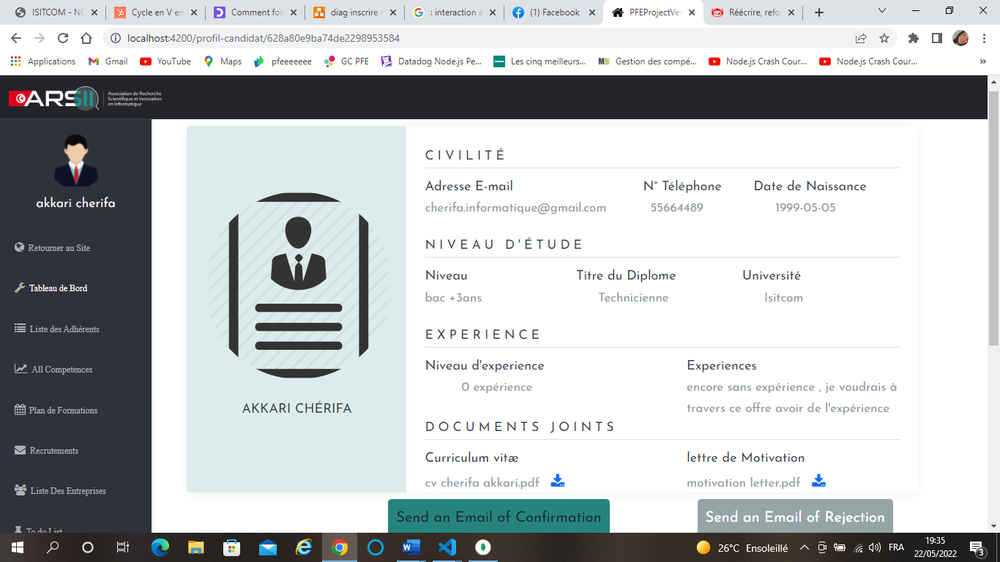 ISITCOM - NC
Cycle en V en
Comment for
diag inscrire -
: interaction e
(1) Facebook
PFEProjectVer
Réécrire, refo
localhost:4200/profil-candidat/628a80e9ba74de2298953584
Applications
Gmail
YouTube
Maps
pfeeeeeee
GC PFE
Datadog Node.js Pe...
Les cinq meilleurs...
Gestion des compé...
Node.js Crash Cour...
Node.js Crash Cour...
»
ARSII
Association de Recherche
Scientifique et Innovation
en Informatique
akkari cherifa
Retourner au Site
Tableau de Bord
Liste des Adhérents
All Competences
Plan de Formations
Recrutements
Liste Des Entreprises
To do List
AKKARI CHÉRIFA
CIVILITÉ
Adresse E-mail N° Téléphone Date de Naissance
cherifa.informatique@gmail.com 55664489 1999-05-05
NIVEAU D'ÉTUDE
Niveau Titre du Diplome Université
bac +3ans Technicienne Isitcom
EXPERIENCE
Niveau d'experience Experiences
0 expérience encore sans expérience , je voudrais à
travers ce offre avoir de l'expérience
DOCUMENTS JOINTS
Curriculum vitæ lettre de Motivation
cv cherifa akkari.pdf motivation letter.pdf
Send an Email of Confirmation Send an Email of Rejection
26°C Ensoleillé
FRA
19:35
22/05/2022
3